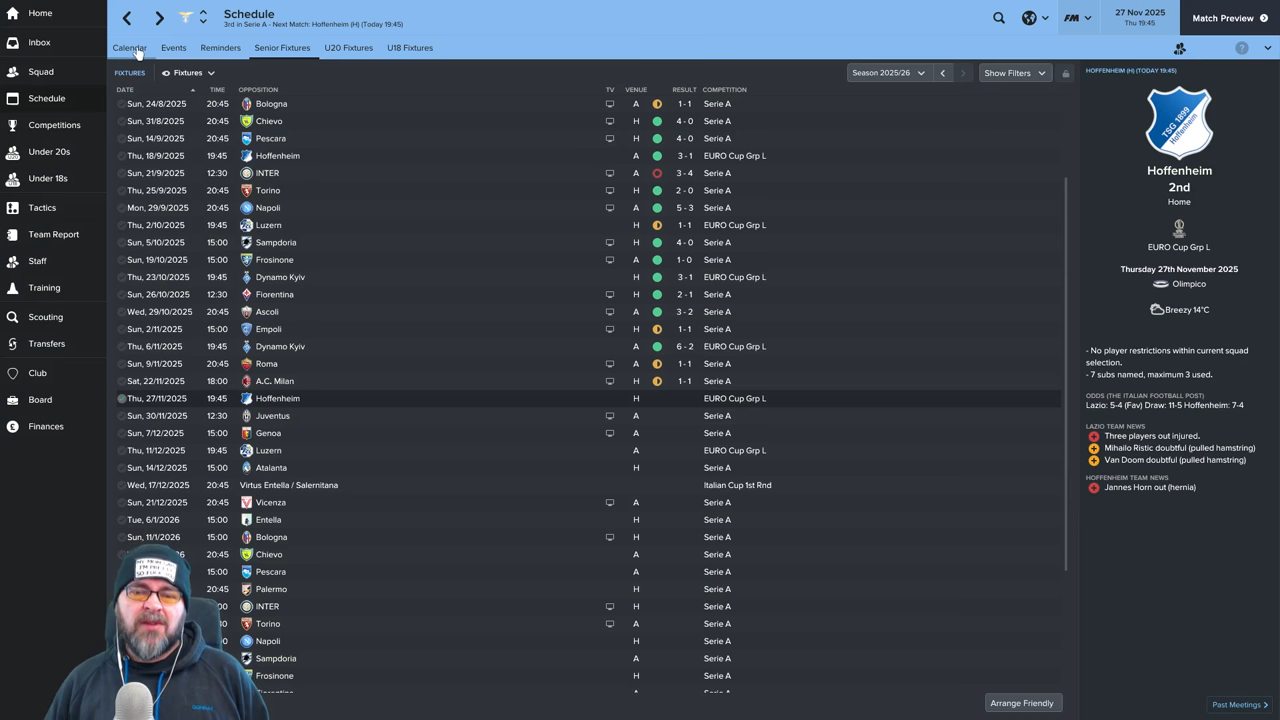 Home
Inbox
Squad
Schedule
Competitions
Under 20s
Under 18s
Tactics
Team Report
Staff
Training
Scouting
Transfers
Club
Board
Finances
Schedule
3rd in Serie A - Next Match: Hoffenheim (H) (Today 19:45)
FM
27 Nov 2025
Thu 19:45
Match Preview
Calendar Events Reminders Senior Fixtures U20 Fixtures U18 Fixtures
FIXTURES Fixtures Season 2025/26 Show Filters
DATE TIME OPPOSITION TV VENUE RESULT COMPETITION
Sun, 24/8/2025 20:45 Bologna A 1-1 Serie A
Sun, 31/8/2025 20:45 Chievo H 4-0 Serie A
Sun, 14/9/2025 20:45 Pescara H 4-0 Serie A
Thu, 18/9/2025 19:45 Hoffenheim A 3-1 EURO Cup Grp L
Sun, 21/9/2025 12:30 INTER A 3-4 Serie A
Thu, 25/9/2025 20:45 Torino H 2-0 Serie A
Mon, 29/9/2025 20:45 Napoli A 5-3 Serie A
Thu, 2/10/2025 19:45 Luzern H 1-1 EURO Cup Grp L
Sun, 5/10/2025 15:00 Sampdoria H 4-0 Serie A
Sun, 19/10/2025 15:00 Frosinone A 1-0 Serie A
Thu, 23/10/2025 19:45 Dynamo Kyiv H 3-1 EURO Cup Grp L
Sun, 26/10/2025 12:30 Fiorentina H 2-1 Serie A
Wed, 29/10/2025 20:45 Ascoli A 3-2 Serie A
Sun, 2/11/2025 15:00 Empoli H 1-1 Serie A
Thu, 6/11/2025 19:45 Dynamo Kyiv A 6-2 EURO Cup Grp L
Sun, 9/11/2025 20:45 Roma A 1-1 Serie A
Sat, 22/11/2025 18:00 A.C. Milan H 1-1 Serie A
Thu, 27/11/2025 19:45 Hoffenheim H EURO Cup Grp L
Sun, 30/11/2025 12:30 Juventus A Serie A
Sun, 7/12/2025 15:00 Genoa A Serie A
Thu, 11/12/2025 19:45 Luzern A EURO Cup Grp L
Sun, 14/12/2025 15:00 Atalanta H Serie A
Wed, 17/12/2025 20:45 Virtus Entella / Salernitana Italian Cup 1st Rnd
Sun, 21/12/2025 20:45 Vicenza A Serie A
Tue, 6/1/2026 15:00 Entella H Serie A
Sun, 11/1/2026 15:00 Bologna H Serie A
20:45 Chievo A Serie A
15:00 Pescara A Serie A
20:45 Palermo H Serie A
INTER H Serie A
Torino A Serie A
Napoli H Serie A
Sampdoria A Serie A
Frosinone H Serie A
Arrange Friendly
HOFFENHEIM (H) (TODAY 19:45)
TSG 1899
Hoffenheim
Hoffenheim
2nd
Home
EURO Cup Grp L
Thursday 27th November 2025
Olimpico
Breezy 14°C
- No player restrictions within current squad
selection.
- 7 subs named, maximum 3 used.
ODDS (THE ITALIAN FOOTBALL POST)
Lazio: 5-4 (Fav) Draw: 11-5 Hoffenheim: 7-4
LAZIO TEAM NEWS
Three players out injured.
Mihailo Ristic doubtful (pulled hamstring)
Van Doom doubtful (pulled hamstring)
HOFFENHEIM TEAM NEWS
Jannes Horn out (hernia)
Past Meetings